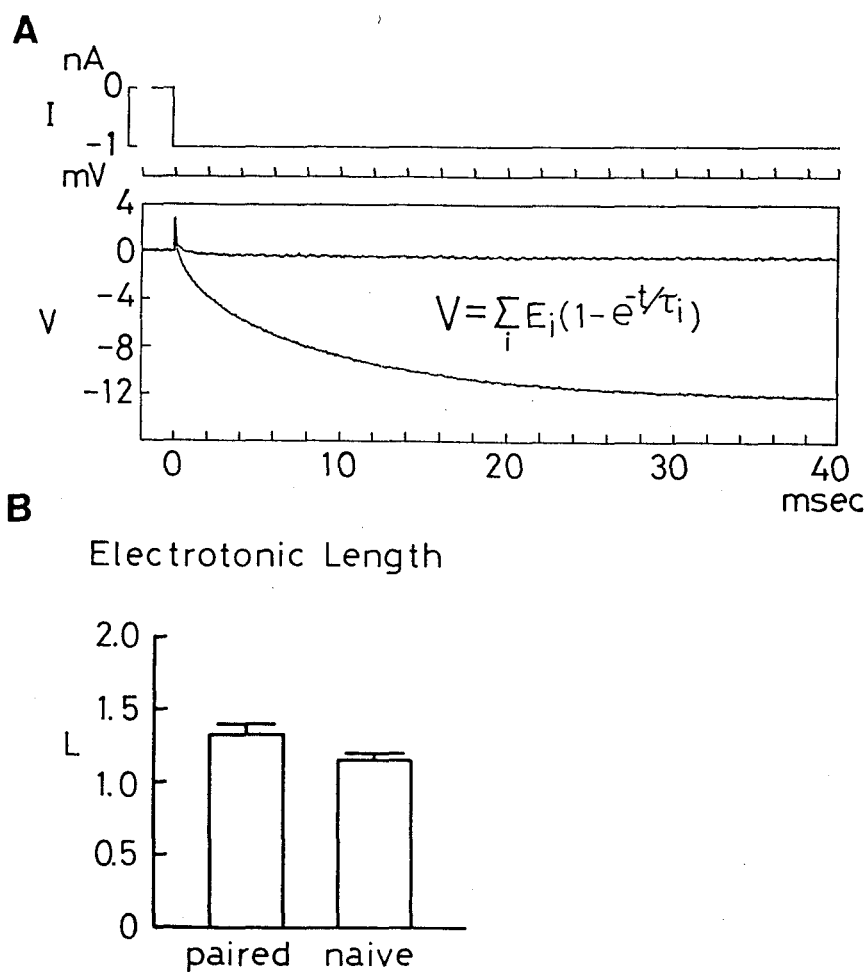 A
nA
0
I
-1
mV
4
0
-4
V
-8
-12
V=∑ᵢEᵢ(1-e^-t/τᵢ)
0 10 20 30 40
msec
B
Electrotonic Length
2.0
1.5
L
1.0
0.5
0
paired naive